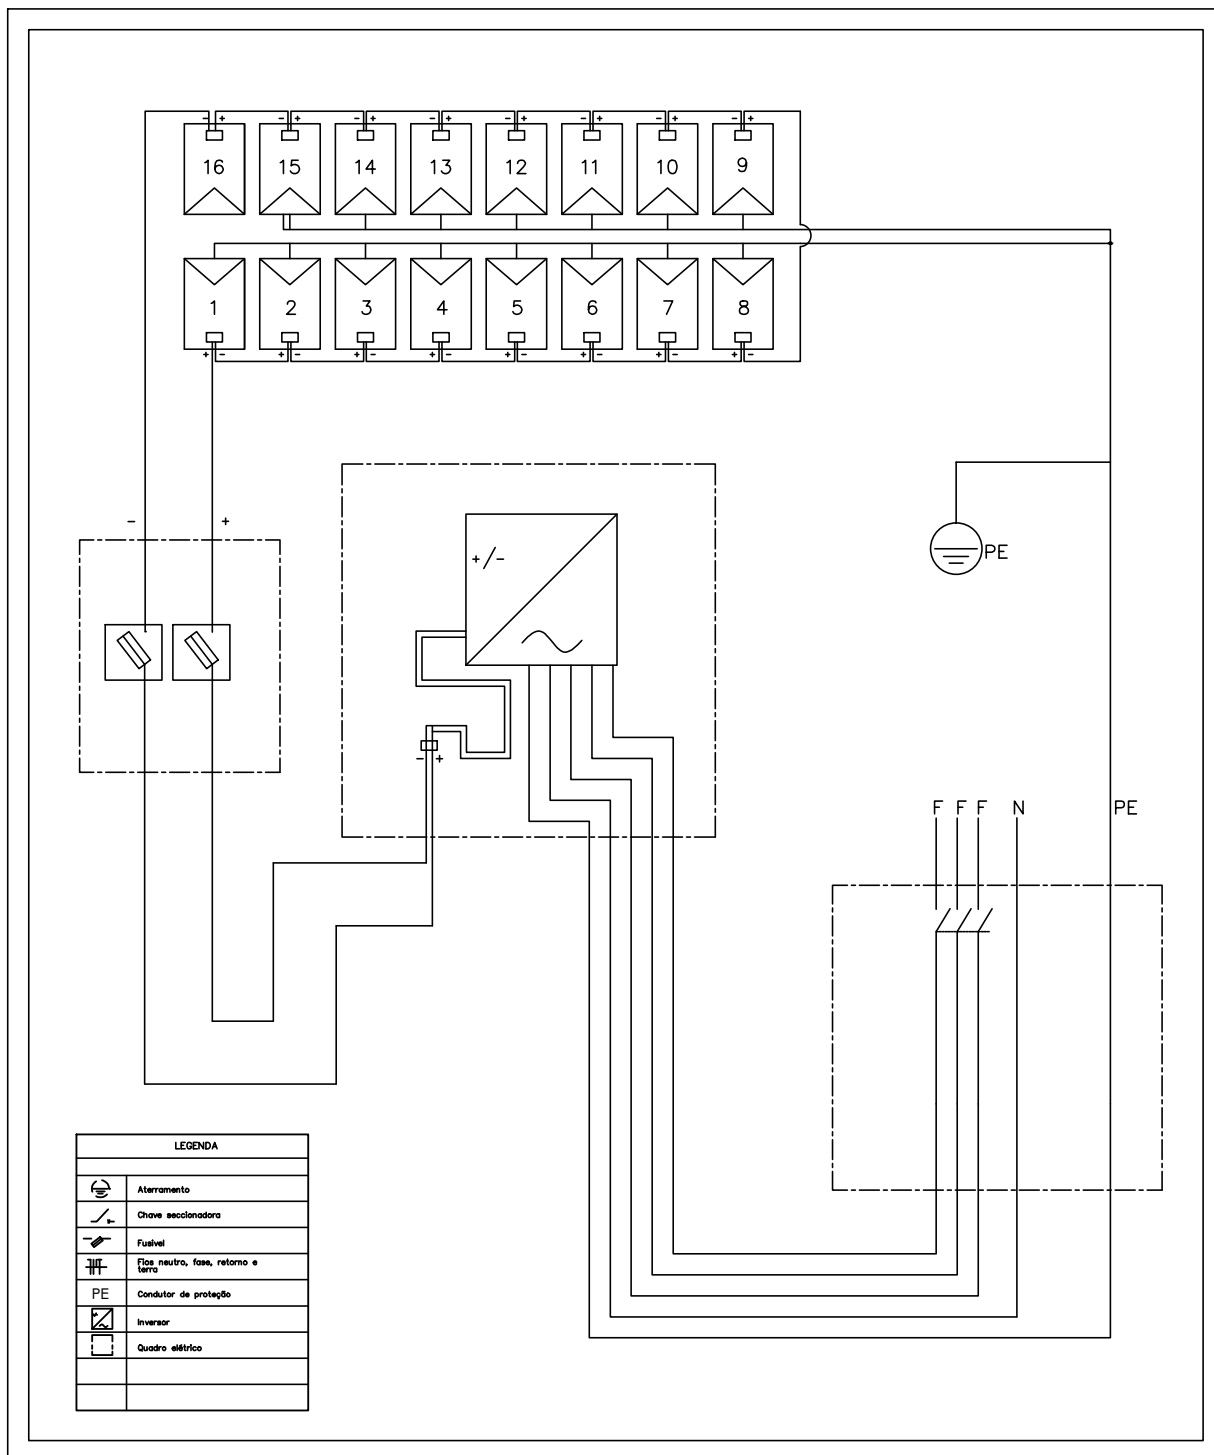 - + - + - + - + - + - + - + - +
16 15 14 13 12 11 10 9
1 2 3 4 5 6 7 8
+ - + - + - + - + - + - + - + -
- +
+/-
PE
- +
F F F N PE
LEGENDA
Aterramento
Chave seccionadora
Fusível
Fios neutro, fase, retorno e
terra
PE Condutor de proteção
Inversor
Quadro elétrico